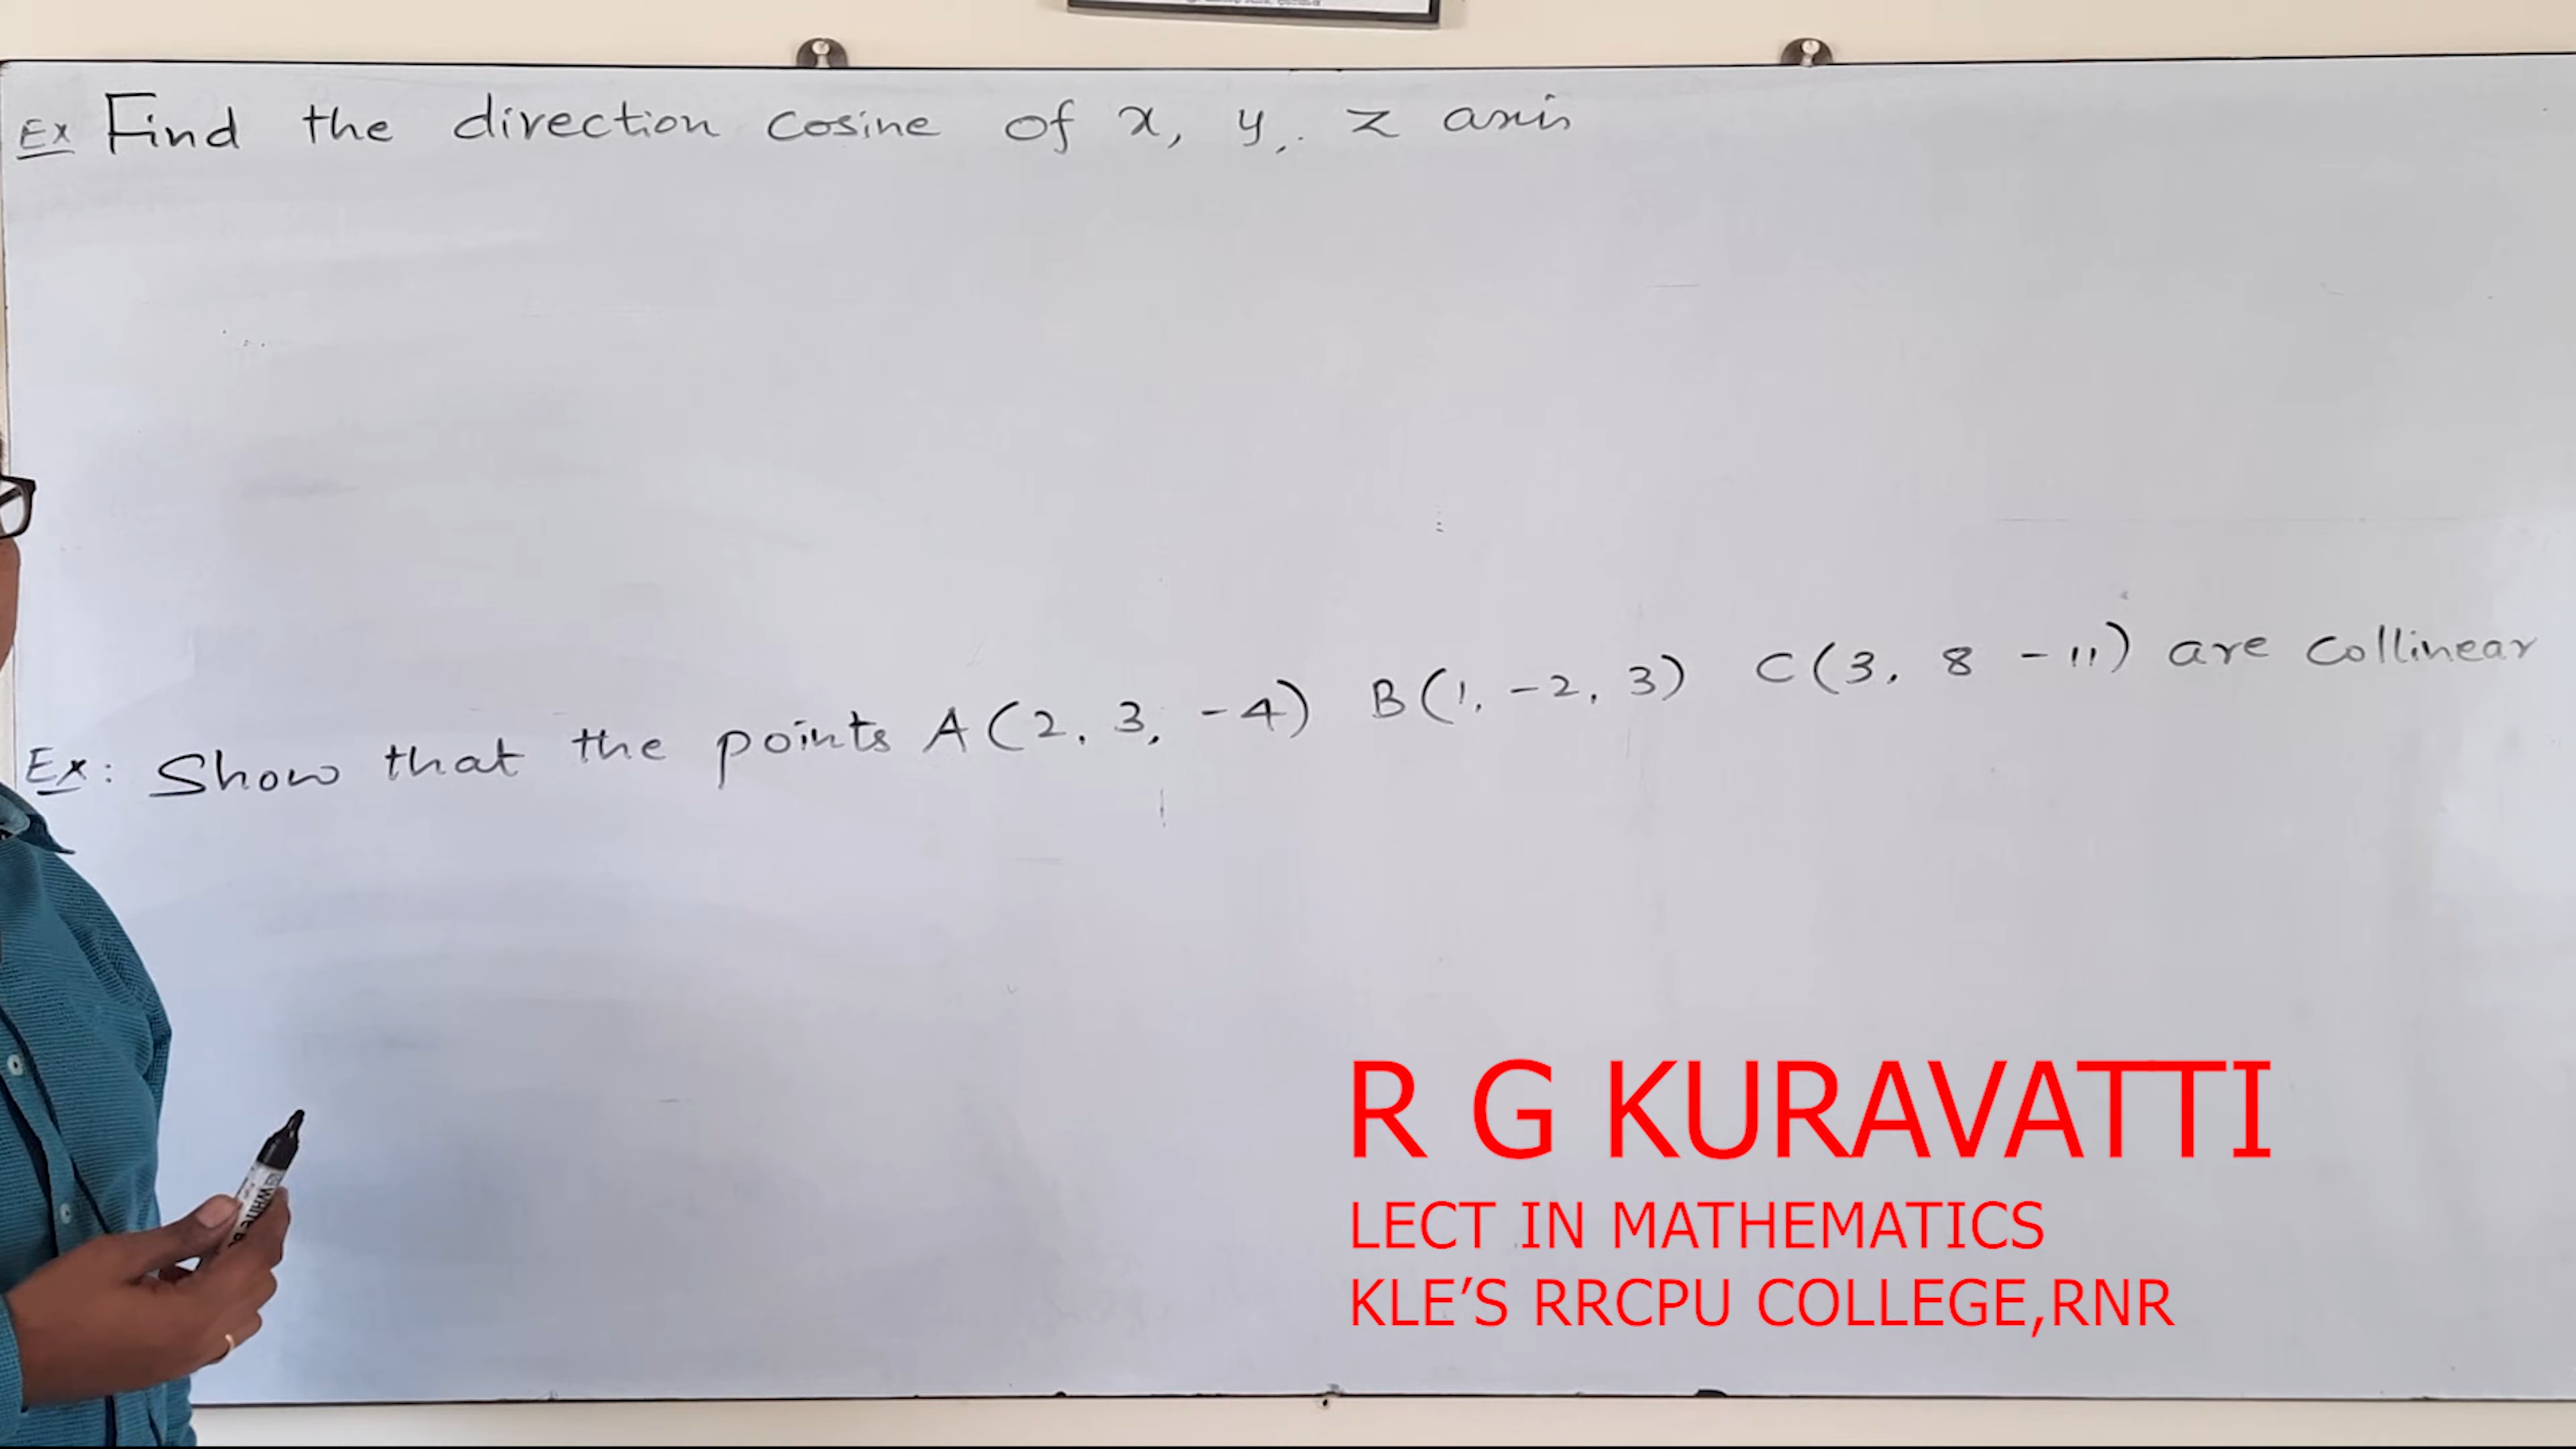 Ex Find the direction cosine of x, y, z axis
Ex: Show that the points A(2, 3, -4) B(1, -2, 3) C(3, 8 -11) are collinear
R G KURAVATTI
LECT IN MATHEMATICS
KLE'S RRCPU COLLEGE,RNR